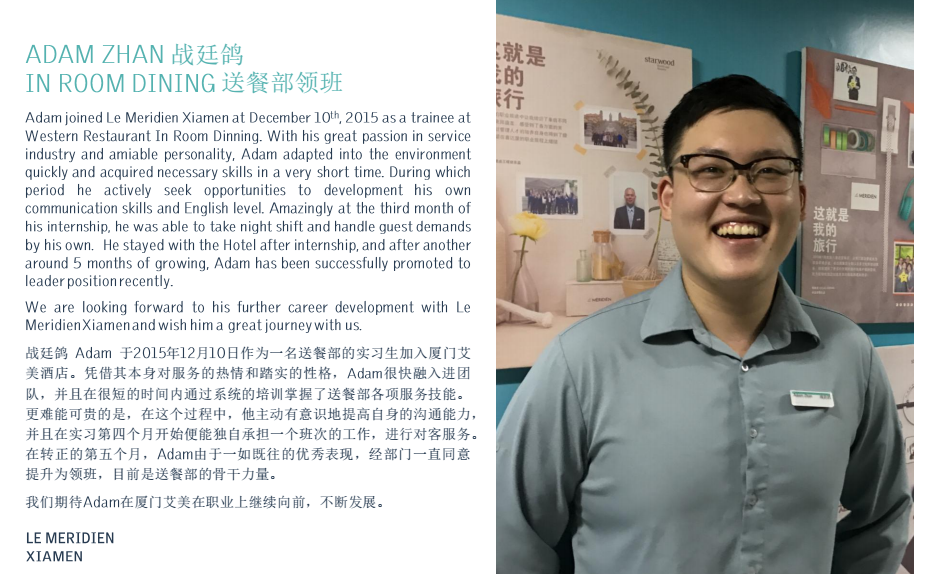 ADAM ZHAN 战廷鸽
IN ROOM DINING 送餐部领班
Adam joined Le Meridien Xiamen at December 10th, 2015 as a trainee at
Western Restaurant In Room Dinning. With his great passion in service
industry and amiable personality, Adam adapted into the environment
quickly and acquired necessary skills in a very short time. During which
period he actively seek opportunities to development his own
communication skills and English level. Amazingly at the third month of
his internship, he was able to take night shift and handle guest demands
by his own. He stayed with the Hotel after internship, and after another
around 5 months of growing, Adam has been successfully promoted to
leader position recently.
We are looking forward to his further career development with Le
Meridien Xiamen and wish him a great journey with us.
战廷鸽 Adam 于2015年12月10日作为一名送餐部的实习生加入厦门艾
美酒店。凭借其本身对服务的热情和踏实的性格，Adam很快融入进团
队，并且在很短的时间内通过系统的培训掌握了送餐部各项服务技能。
更难能可贵的是，在这个过程中，他主动有意识地提高自身的沟通能力，
并且在实习第四个月开始便能独自承担一个班次的工作，进行对客服务。
在转正的第五个月，Adam由于一如既往的优秀表现，经部门一直同意
提升为领班，目前是送餐部的骨干力量。
我们期待Adam在厦门艾美在职业上继续向前，不断发展。
LE MERIDIEN
XIAMEN
这就是
我的
旅行
starwood
MERIDIEN
MERIDIEN
这就是
我的
旅行